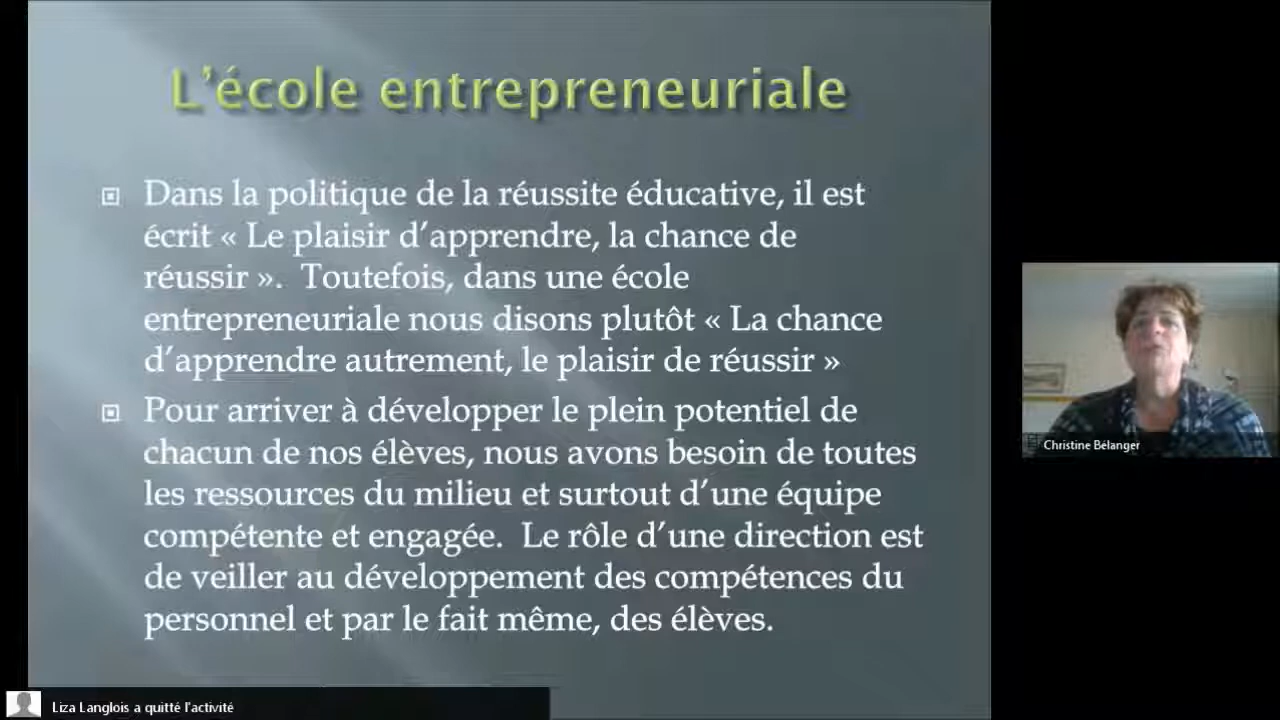 L'école entrepreneuriale
Dans la politique de la réussite éducative, il est
écrit « Le plaisir d'apprendre, la chance de
réussir ».  Toutefois, dans une école
entrepreneuriale nous disons plutôt « La chance
d'apprendre autrement, le plaisir de réussir »
Pour arriver à développer le plein potentiel de
chacun de nos élèves, nous avons besoin de toutes
les ressources du milieu et surtout d'une équipe
compétente et engagée.  Le rôle d'une direction est
de veiller au développement des compétences du
personnel et par le fait même, des élèves.
Christine Bélanger
Liza Langlois a quitté l'activité